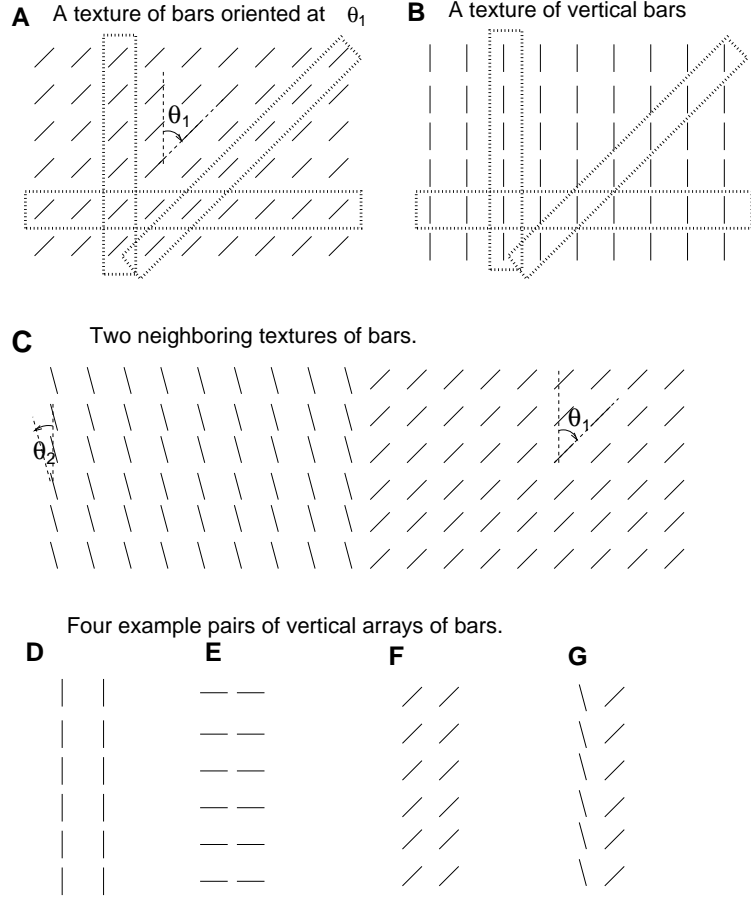 A A texture of bars oriented at θ1
B A texture of vertical bars
θ1
C Two neighboring textures of bars.
θ1
θ2
Four example pairs of vertical arrays of bars.
D E F G